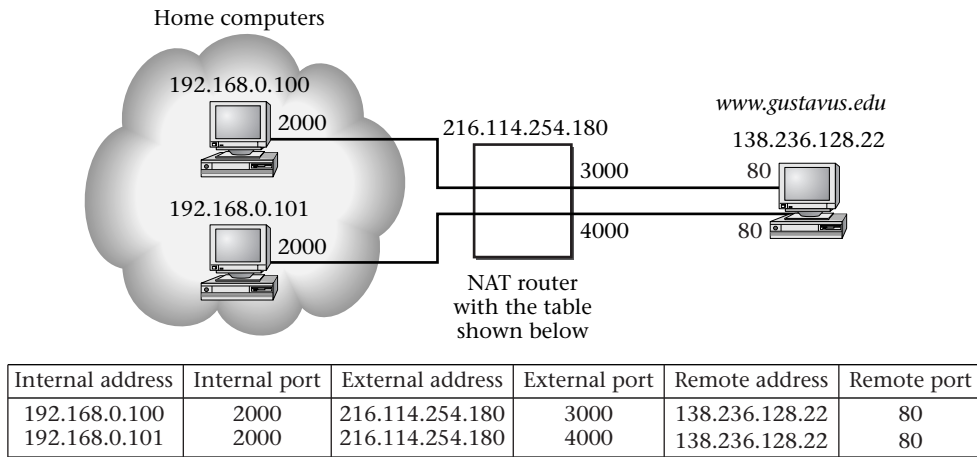 Home computers
192.168.0.100
2000
www.gustavus.edu
216.114.254.180
138.236.128.22
3000
80
192.168.0.101
2000
4000
80
NAT router
with the table
shown below
Internal address Internal port External address External port Remote address Remote port
192.168.0.100 2000 216.114.254.180 3000 138.236.128.22 80
192.168.0.101 2000 216.114.254.180 4000 138.236.128.22 80